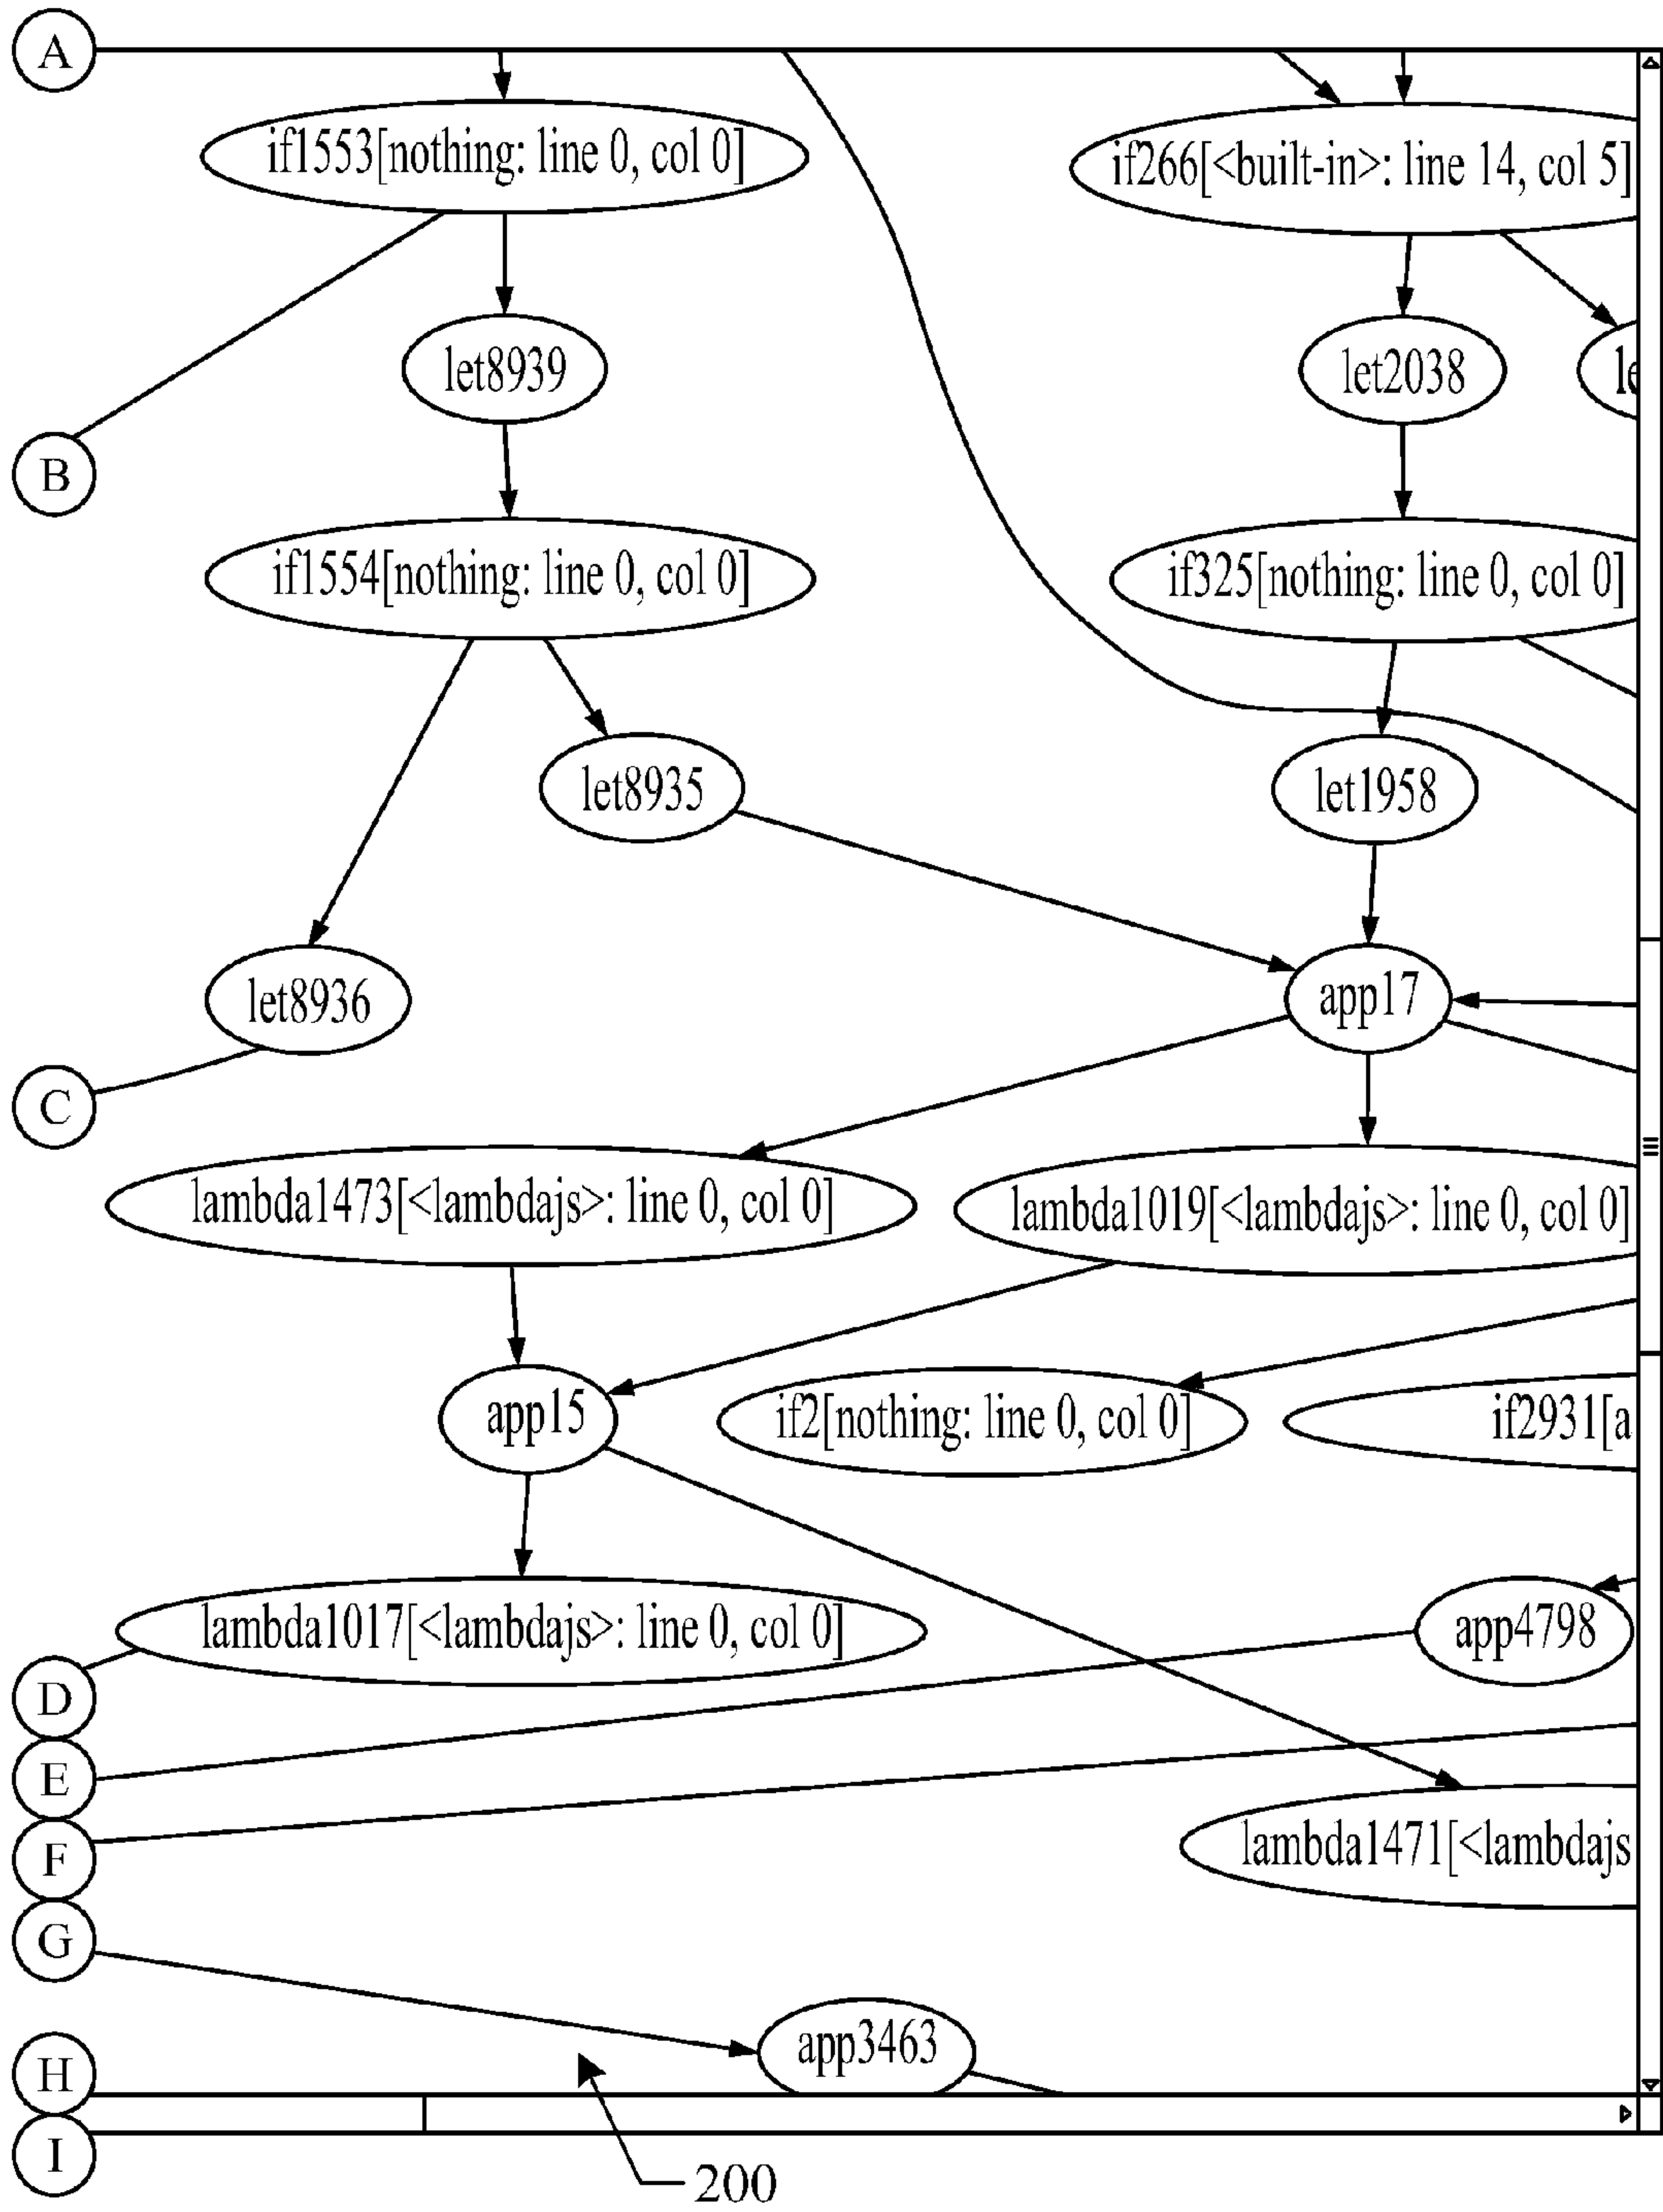 A
if1553[nothing: line 0, col 0]
if266[<built-in>: line 14, col 5]
let8939
let2038
le
B
if1554[nothing: line 0, col 0]
if325[nothing: line 0, col 0]
let8935
let1958
let8936
app17
C
lambda1473[<lambdajs>: line 0, col 0]
lambda1019[<lambdajs>: line 0, col 0]
app15
if2[nothing: line 0, col 0]
if2931[a
lambda1017[<lambdajs>: line 0, col 0]
app4798
D
E
F
lambda1471[<lambdajs
G
app3463
H
I
200